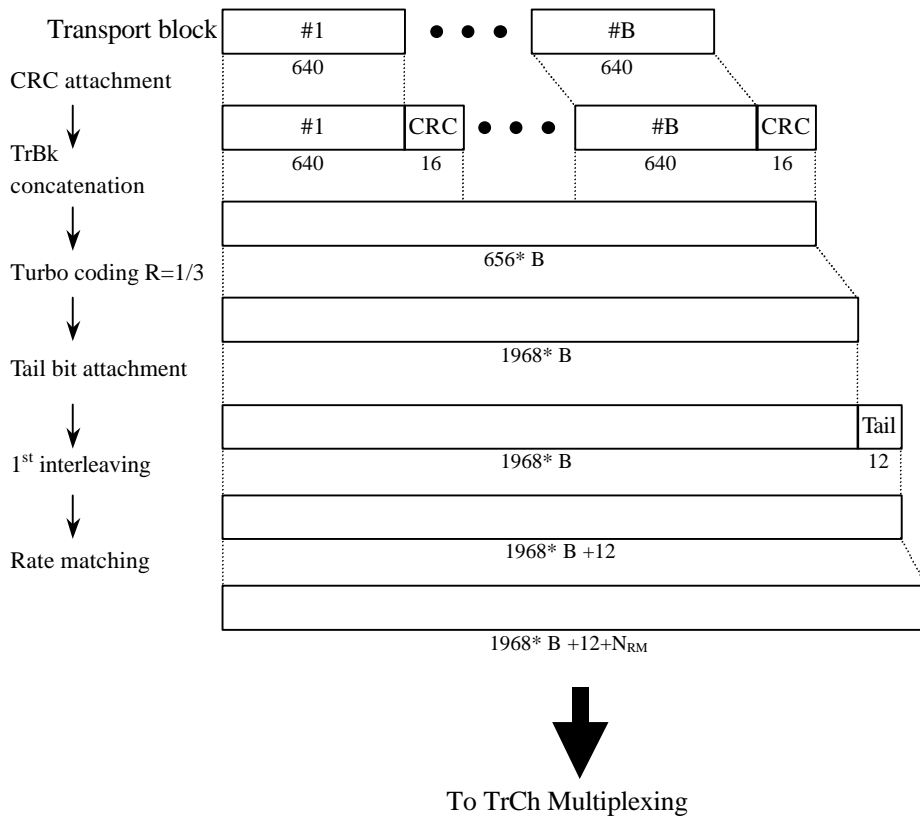 Transport block
#1
#B
640
640
CRC attachment
#1
CRC
#B
CRC
640
16
640
16
TrBk
concatenation
656* B
Turbo coding R=1/3
1968* B
Tail bit attachment
Tail
1968* B
12
1st interleaving
1968* B +12
Rate matching
1968* B +12+NRM
To TrCh Multiplexing